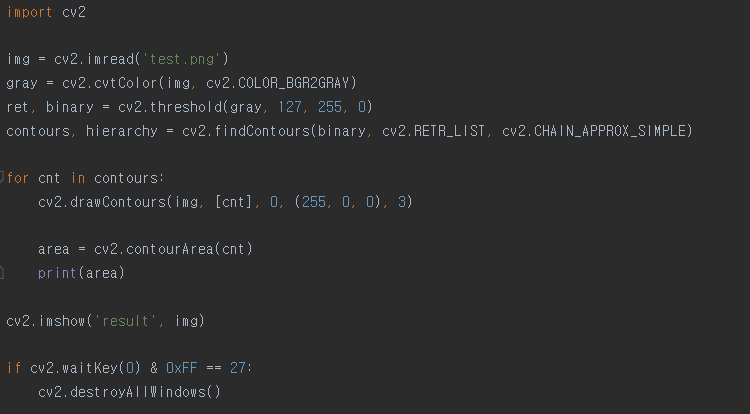 import cv2
img = cv2.imread('test.png')
gray = cv2.cvtColor(img, cv2.COLOR_BGR2GRAY)
ret, binary = cv2.threshold(gray, 127, 255, 0)
contours, hierarchy = cv2.findContours(binary, cv2.RETR_LIST, cv2.CHAIN_APPROX_SIMPLE)
for cnt in contours:
    cv2.drawContours(img, [cnt], 0, (255, 0, 0), 3)
    area = cv2.contourArea(cnt)
    print(area)
cv2.imshow('result', img)
if cv2.waitKey(0) & 0xFF == 27:
    cv2.destroyAllWindows()